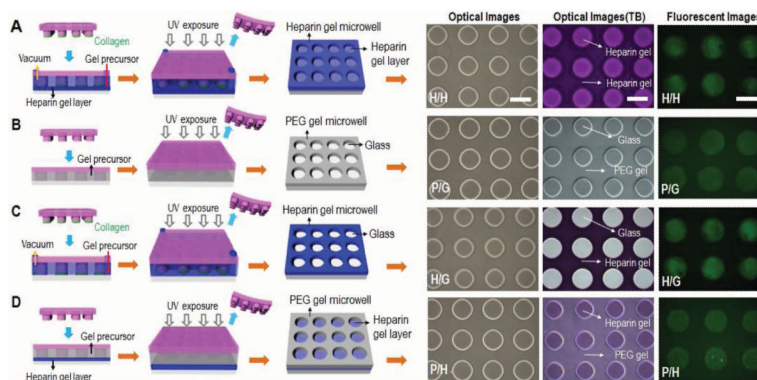 Optical Images
Optical Images(TB)
Fluorescent Images
A
UV exposure
Heparin gel microwell
Collagen
Vacuum
Gel precursor
Heparin
gel layer
Heparin gel layer
Heparin gel
Heparin gel
H/H
H/H
B
UV exposure
PEG gel microwell
Glass
Gel precursor
Glass
PEG gel
P/G
P/G
C
UV exposure
Heparin gel microwell
Collagen
Glass
Vacuum
Gel precursor
Glass
Heparin gel
H/G
H/G
D
UV exposure
PEG gel microwell
Gel precursor
Heparin
gel layer
Heparin gel layer
Heparin gel
PEG gel
P/H
P/H